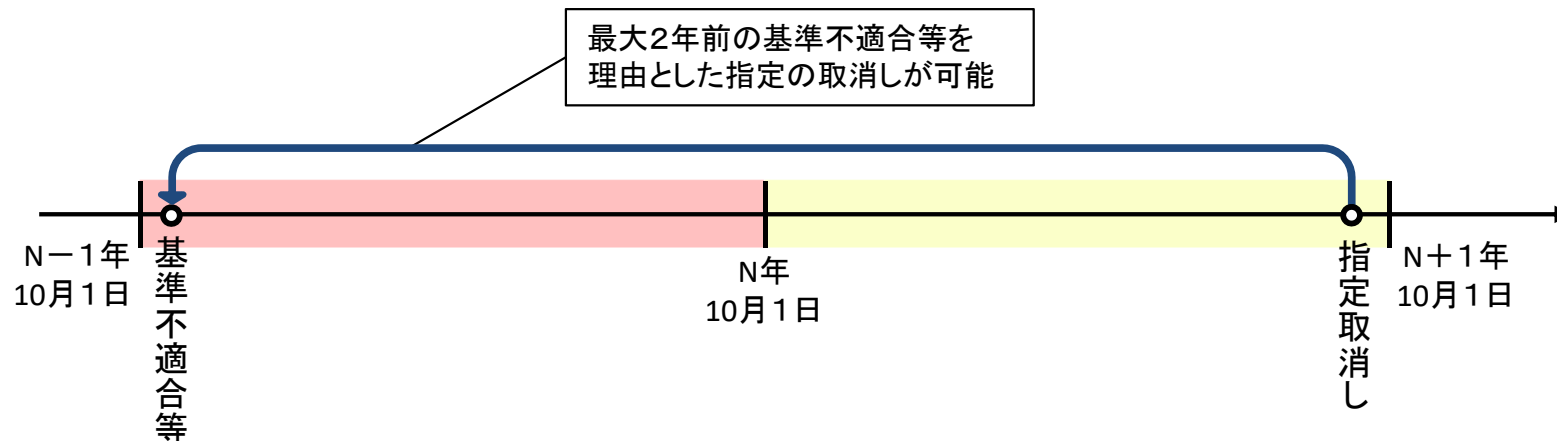 最大2年前の基準不適合等を
理由とした指定の取消しが可能
N-1年
10月1日
基準不適合等
N年
10月1日
指定取消し
N+1年
10月1日